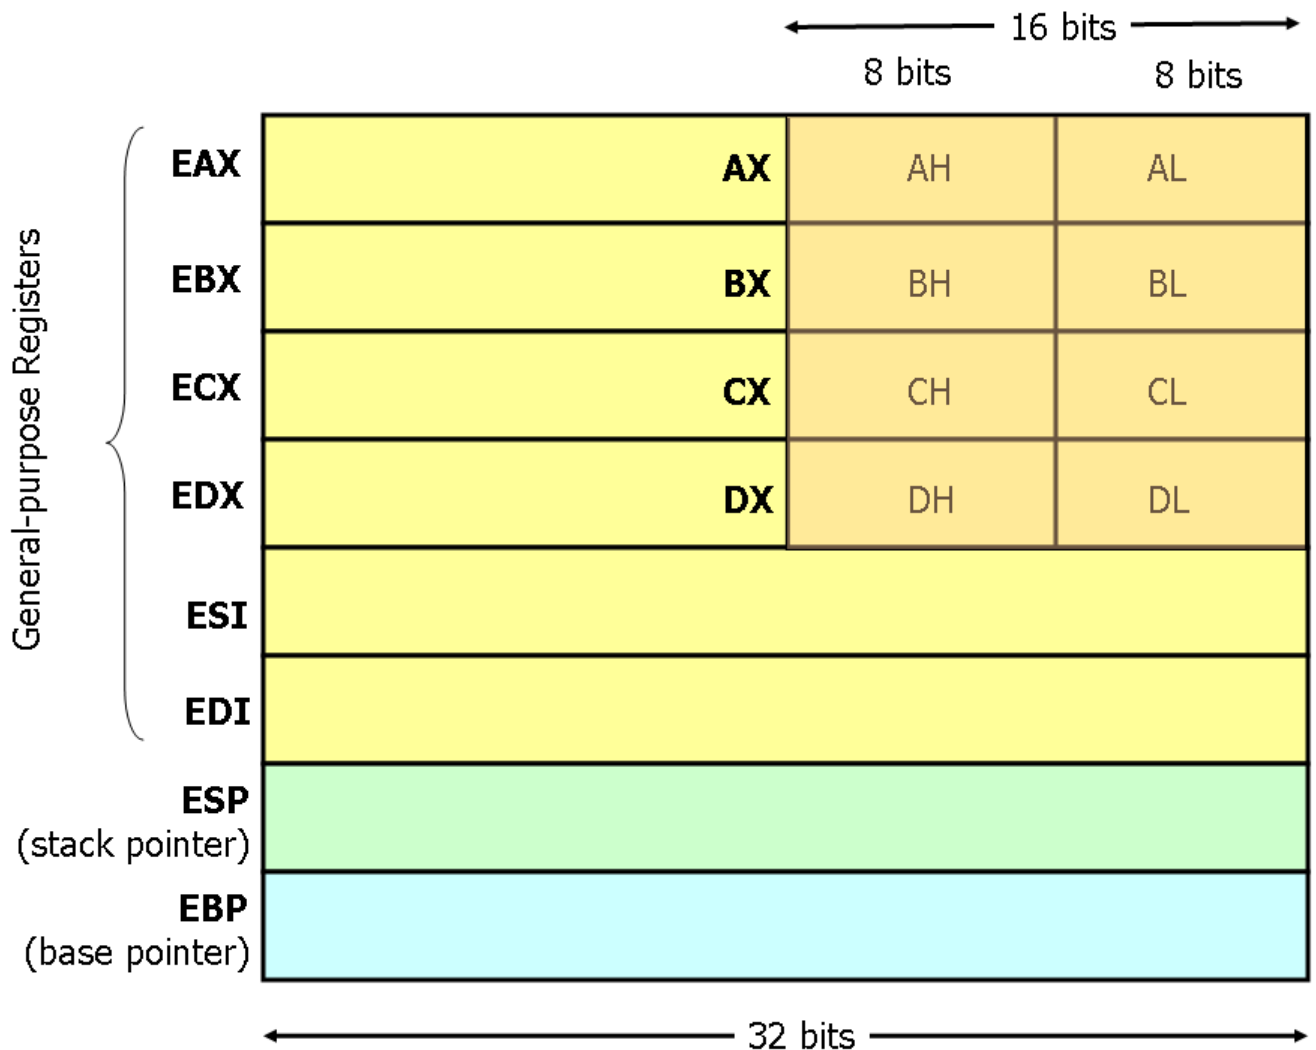 16 bits
8 bits
8 bits
General-purpose Registers
EAX
AX
AH
AL
EBX
BX
BH
BL
ECX
CX
CH
CL
EDX
DX
DH
DL
ESI
EDI
ESP
(stack pointer)
EBP
(base pointer)
32 bits